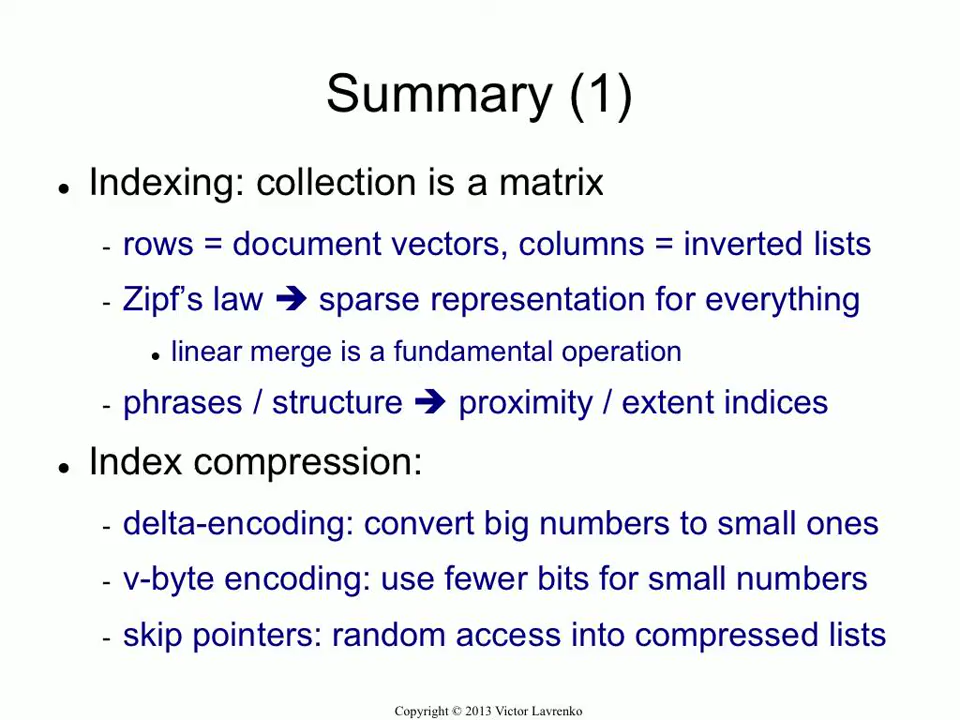 Summary (1)
● Indexing: collection is a matrix
- rows = document vectors, columns = inverted lists
- Zipf’s law ➔ sparse representation for everything
● linear merge is a fundamental operation
- phrases / structure ➔ proximity / extent indices
● Index compression:
- delta-encoding: convert big numbers to small ones
- v-byte encoding: use fewer bits for small numbers
- skip pointers: random access into compressed lists
Copyright © 2013 Victor Lavrenko